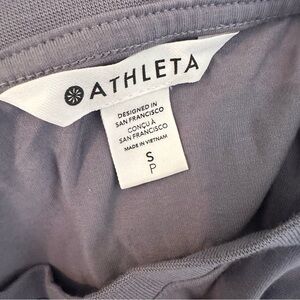 ATHLETA
DESIGNED IN
SAN FRANCISCO
CONÇU À
SAN FRANCISCO
MADE IN VIETNAM
S
P